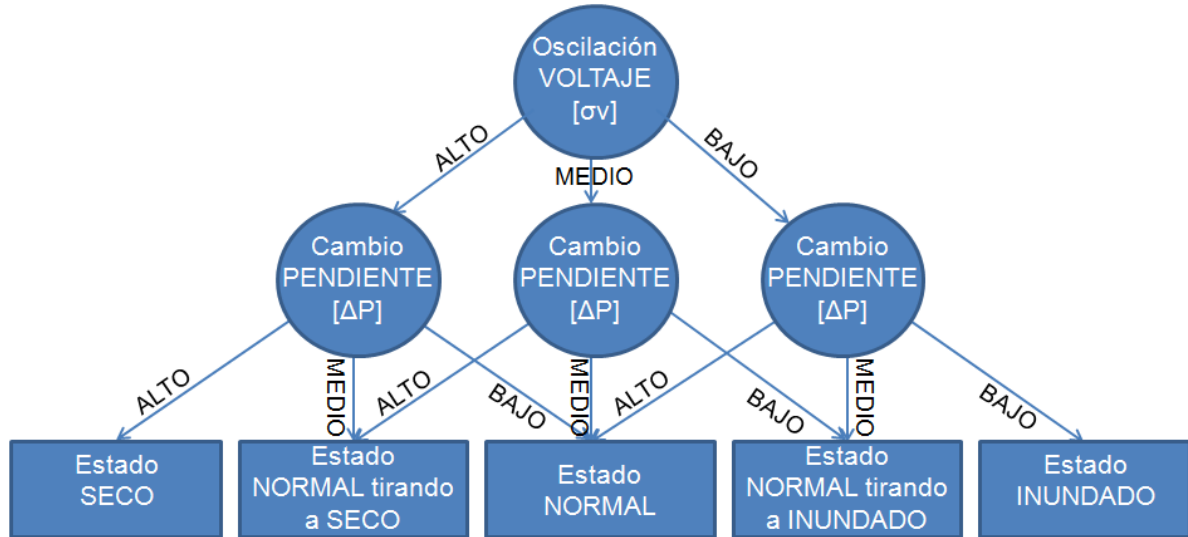 Oscilación
VOLTAJE
[σv]
ALTO
MEDIO
BAJO
Cambio
PENDIENTE
[ΔP]
Cambio
PENDIENTE
[ΔP]
Cambio
PENDIENTE
[ΔP]
ALTO
MEDIO
BAJO
ALTO
MEDIO
BAJO
ALTO
MEDIO
BAJO
Estado
SECO
Estado
NORMAL tirando
a SECO
Estado
NORMAL
Estado
NORMAL tirando
a INUNDADO
Estado
INUNDADO